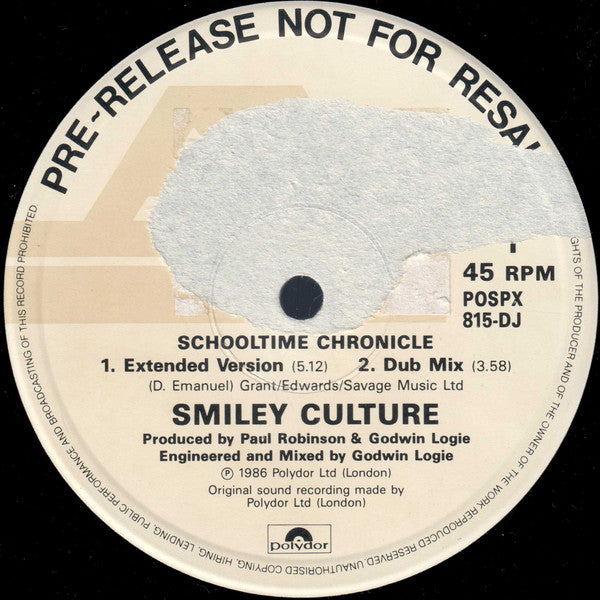 PRE-RELEASE NOT FOR
45 RPM
POSPX
815-DJ
SCHOOLTIME CHRONICLE
1. Extended Version (5.12) 2. Dub Mix (3.58)
(D. Emanuel) Grant/Edwards/Savage Music Ltd
SMILEY CULTURE
Produced by Paul Robinson & Godwin Logie
Engineered and Mixed by Godwin Logie
℗ 1986 Polydor Ltd (London)
Original sound recording made by
Polydor Ltd (London)
polydor
GHTS OF THE PRODUCER AND OF THE OWNER OF THE WORK REPRODUCED RESERVED. UNAUTHORISED COPYING, HIRING, LENDING, PUBLIC PERFORMANCE AND BROADCASTING OF THIS RECORD PROHIBITED.